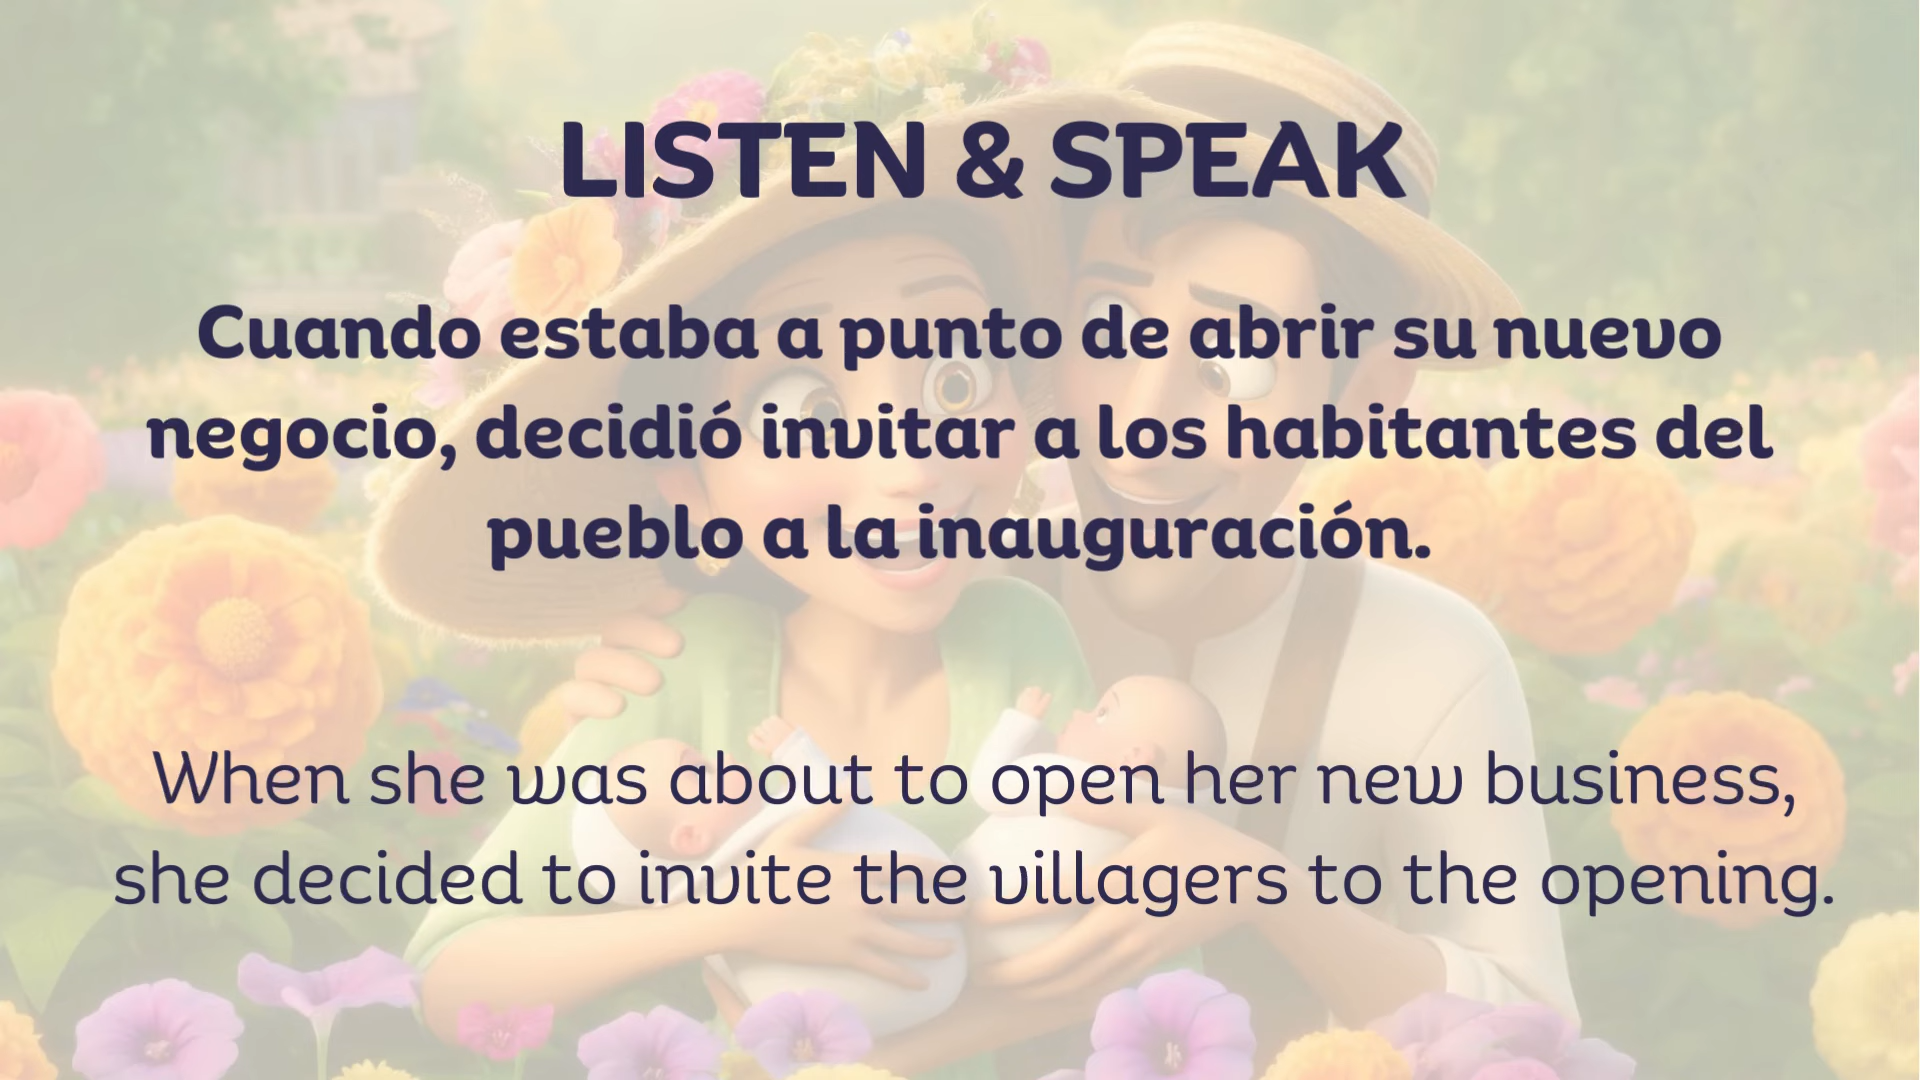 LISTEN & SPEAK
Cuando estaba a punto de abrir su nuevo
negocio, decidió invitar a los habitantes del
pueblo a la inauguración.
When she was about to open her new business,
she decided to invite the villagers to the opening.